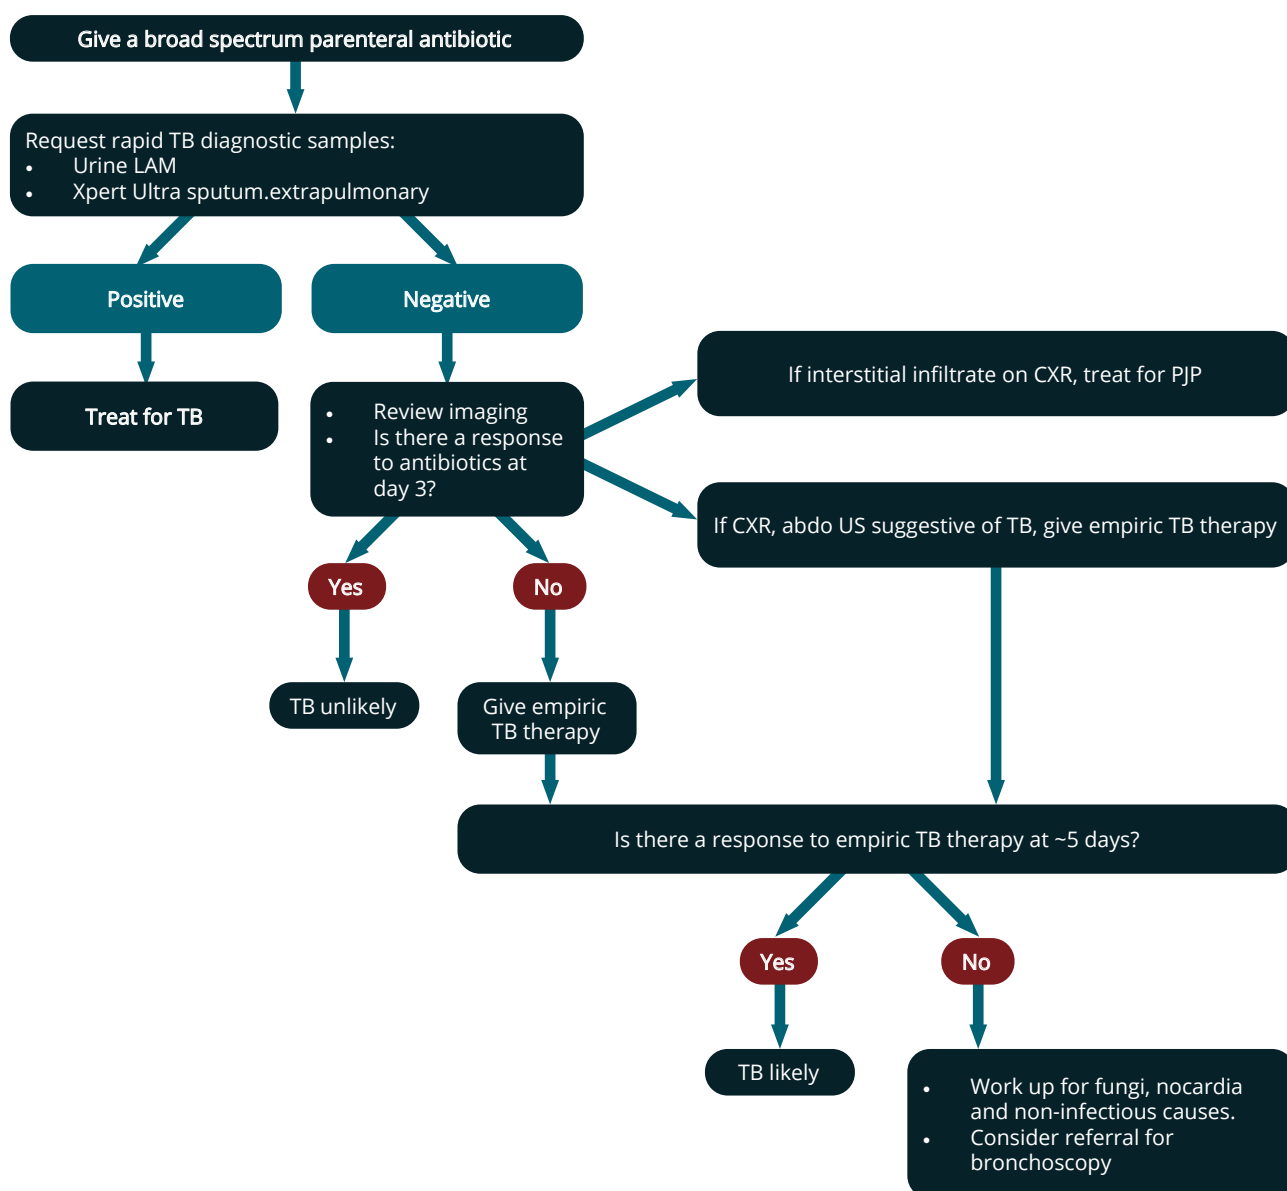 Give a broad spectrum parenteral antibiotic
Request rapid TB diagnostic samples:
• Urine LAM
• Xpert Ultra sputum.extrapulmonary
Positive
Negative
Treat for TB
• Review imaging
• Is there a response
to antibiotics at
day 3?
If interstitial infiltrate on CXR, treat for PJP
If CXR, abdo US suggestive of TB, give empiric TB therapy
Yes
No
TB unlikely
Give empiric
TB therapy
Is there a response to empiric TB therapy at ~5 days?
Yes
No
TB likely
• Work up for fungi, nocardia
and non-infectious causes.
• Consider referral for
bronchoscopy